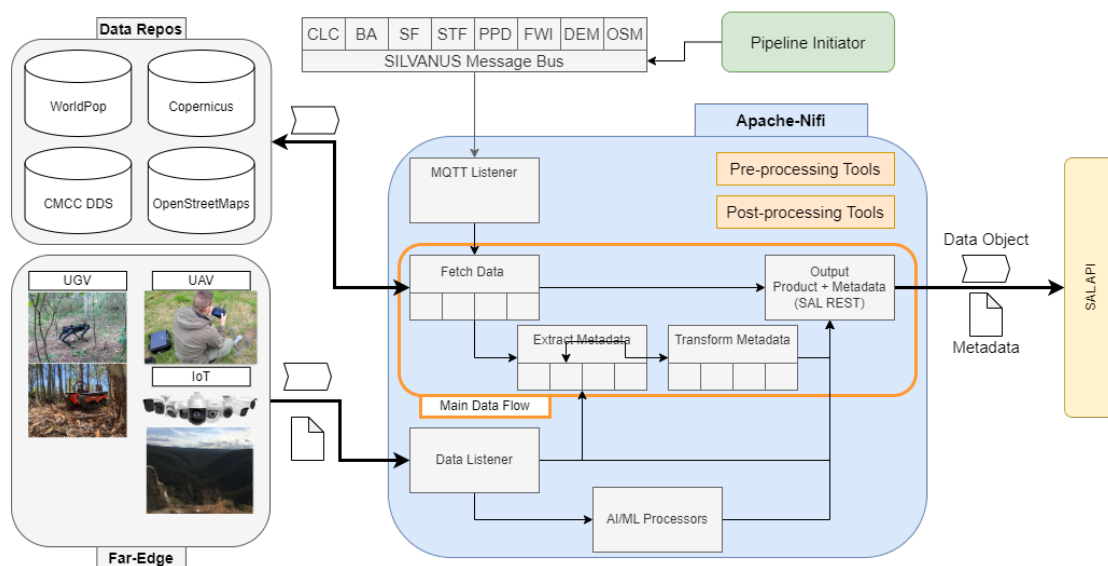 Data Repos
WorldPop
Copernicus
CMCC DDS
OpenStreetMaps
CLC BA SF STF PPD FWI DEM OSM
SILVANUS Message Bus
Pipeline Initiator
Apache-Nifi
MQTT Listener
Pre-processing Tools
Post-processing Tools
Fetch Data
Output
Product + Metadata
(SAL REST)
Extract Metadata
Transform Metadata
Main Data Flow
Data Listener
AI/ML Processors
Data Object
Metadata
SAL API
UGV
UAV
IoT
Far-Edge